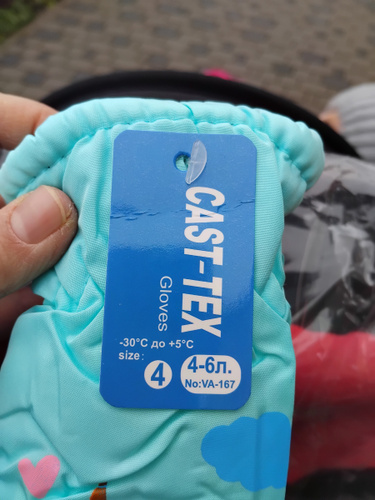 CAST-TEX
Gloves
-30°C до +5°C
size: 4
4-6л.
No:VA-167